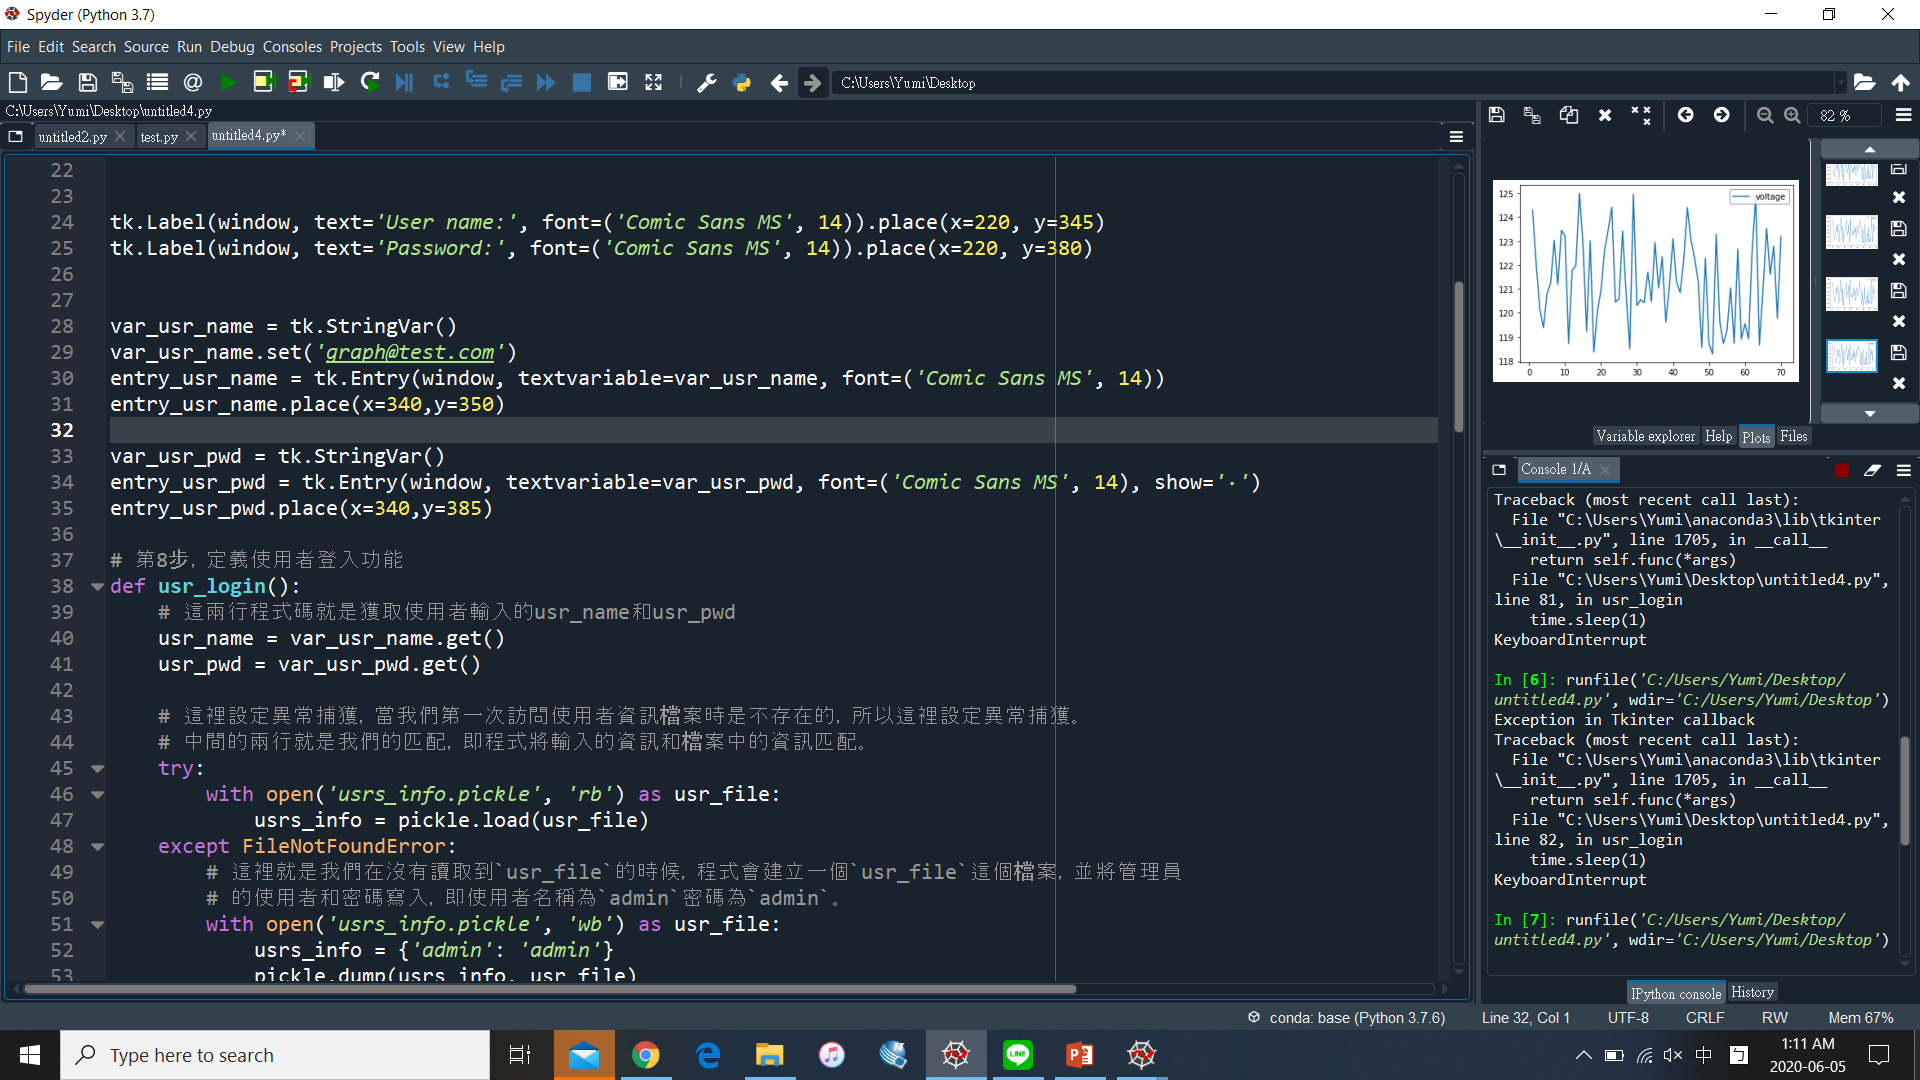 Spyder (Python 3.7)
File Edit Search Source Run Debug Consoles Projects Tools View Help
C:\Users\Yumi\Desktop
C:\Users\Yumi\Desktop\untitled4.py
untitled2.py
test.py
untitled4.py*
22
23
24 tk.Label(window, text='User name:', font=('Comic Sans MS', 14)).place(x=220, y=345)
25 tk.Label(window, text='Password:', font=('Comic Sans MS', 14)).place(x=220, y=380)
26
27
28 var_usr_name = tk.StringVar()
29 var_usr_name.set('graph@test.com')
30 entry_usr_name = tk.Entry(window, textvariable=var_usr_name, font=('Comic Sans MS', 14))
31 entry_usr_name.place(x=340,y=350)
32
33 var_usr_pwd = tk.StringVar()
34 entry_usr_pwd = tk.Entry(window, textvariable=var_usr_pwd, font=('Comic Sans MS', 14), show='·')
35 entry_usr_pwd.place(x=340,y=385)
36
37 # 第8步, 定義使用者登入功能
38 def usr_login():
39 # 這兩行程式碼就是獲取使用者輸入的usr_name和usr_pwd
40 usr_name = var_usr_name.get()
41 usr_pwd = var_usr_pwd.get()
42
43 # 這裡設定異常捕獲, 當我們第一次訪問使用者資訊檔案時是不存在的, 所以這裡設定異常捕獲。
44 # 中間的兩行就是我們的匹配, 即程式將輸入的資訊和檔案中的資訊匹配。
45 try:
46 with open('usrs_info.pickle', 'rb') as usr_file:
47 usrs_info = pickle.load(usr_file)
48 except FileNotFoundError:
49 # 這裡就是我們在沒有讀取到`usr_file`的時候, 程式會建立一個`usr_file`這個檔案, 並將管理員
50 # 的使用者和密碼寫入, 即使用者名稱為`admin`密碼為`admin`。
51 with open('usrs_info.pickle', 'wb') as usr_file:
52 usrs_info = {'admin': 'admin'}
53 pickle.dump(usrs_info, usr_file)
82 %
voltage
125
124
123
122
121
120
119
118
0 10 20 30 40 50 60 70
Variable explorer Help Plots Files
Console 1/A
Traceback (most recent call last):
File "C:\Users\Yumi\anaconda3\lib\tkinter
\__init__.py", line 1705, in __call__
return self.func(*args)
File "C:\Users\Yumi\Desktop\untitled4.py",
line 81, in usr_login
time.sleep(1)
KeyboardInterrupt
In [6]: runfile('C:/Users/Yumi/Desktop/
untitled4.py', wdir='C:/Users/Yumi/Desktop')
Exception in Tkinter callback
Traceback (most recent call last):
File "C:\Users\Yumi\anaconda3\lib\tkinter
\__init__.py", line 1705, in __call__
return self.func(*args)
File "C:\Users\Yumi\Desktop\untitled4.py",
line 82, in usr_login
time.sleep(1)
KeyboardInterrupt
In [7]: runfile('C:/Users/Yumi/Desktop/
untitled4.py', wdir='C:/Users/Yumi/Desktop')
IPython console History
conda: base (Python 3.7.6) Line 32, Col 1 UTF-8 CRLF RW Mem 67%
Type here to search
LINE
中
1:11 AM
2020-06-05